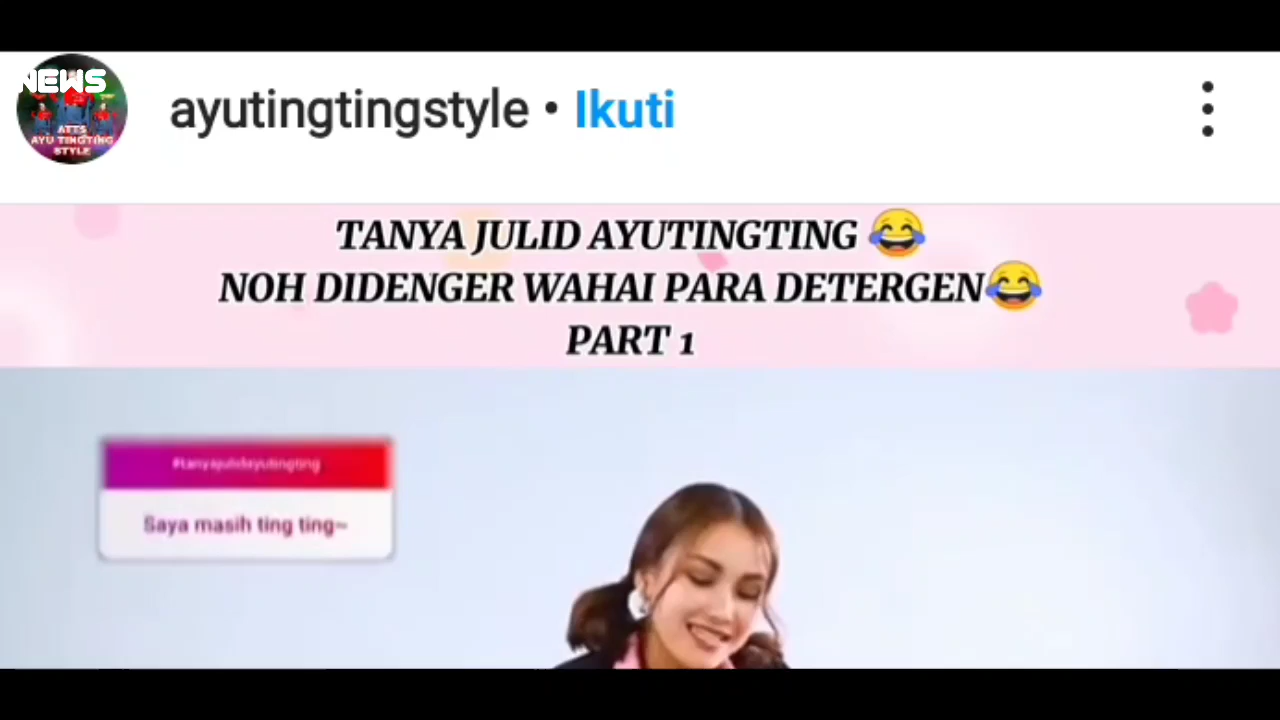 NEWS
ATTS
AYU TINGTING
STYLE
ayutingtingstyle • Ikuti
TANYA JULID AYUTINGTING 😂
NOH DIDENGER WAHAI PARA DETERGEN😂
PART 1
#tanyajulidayutingting
Saya masih ting ting~